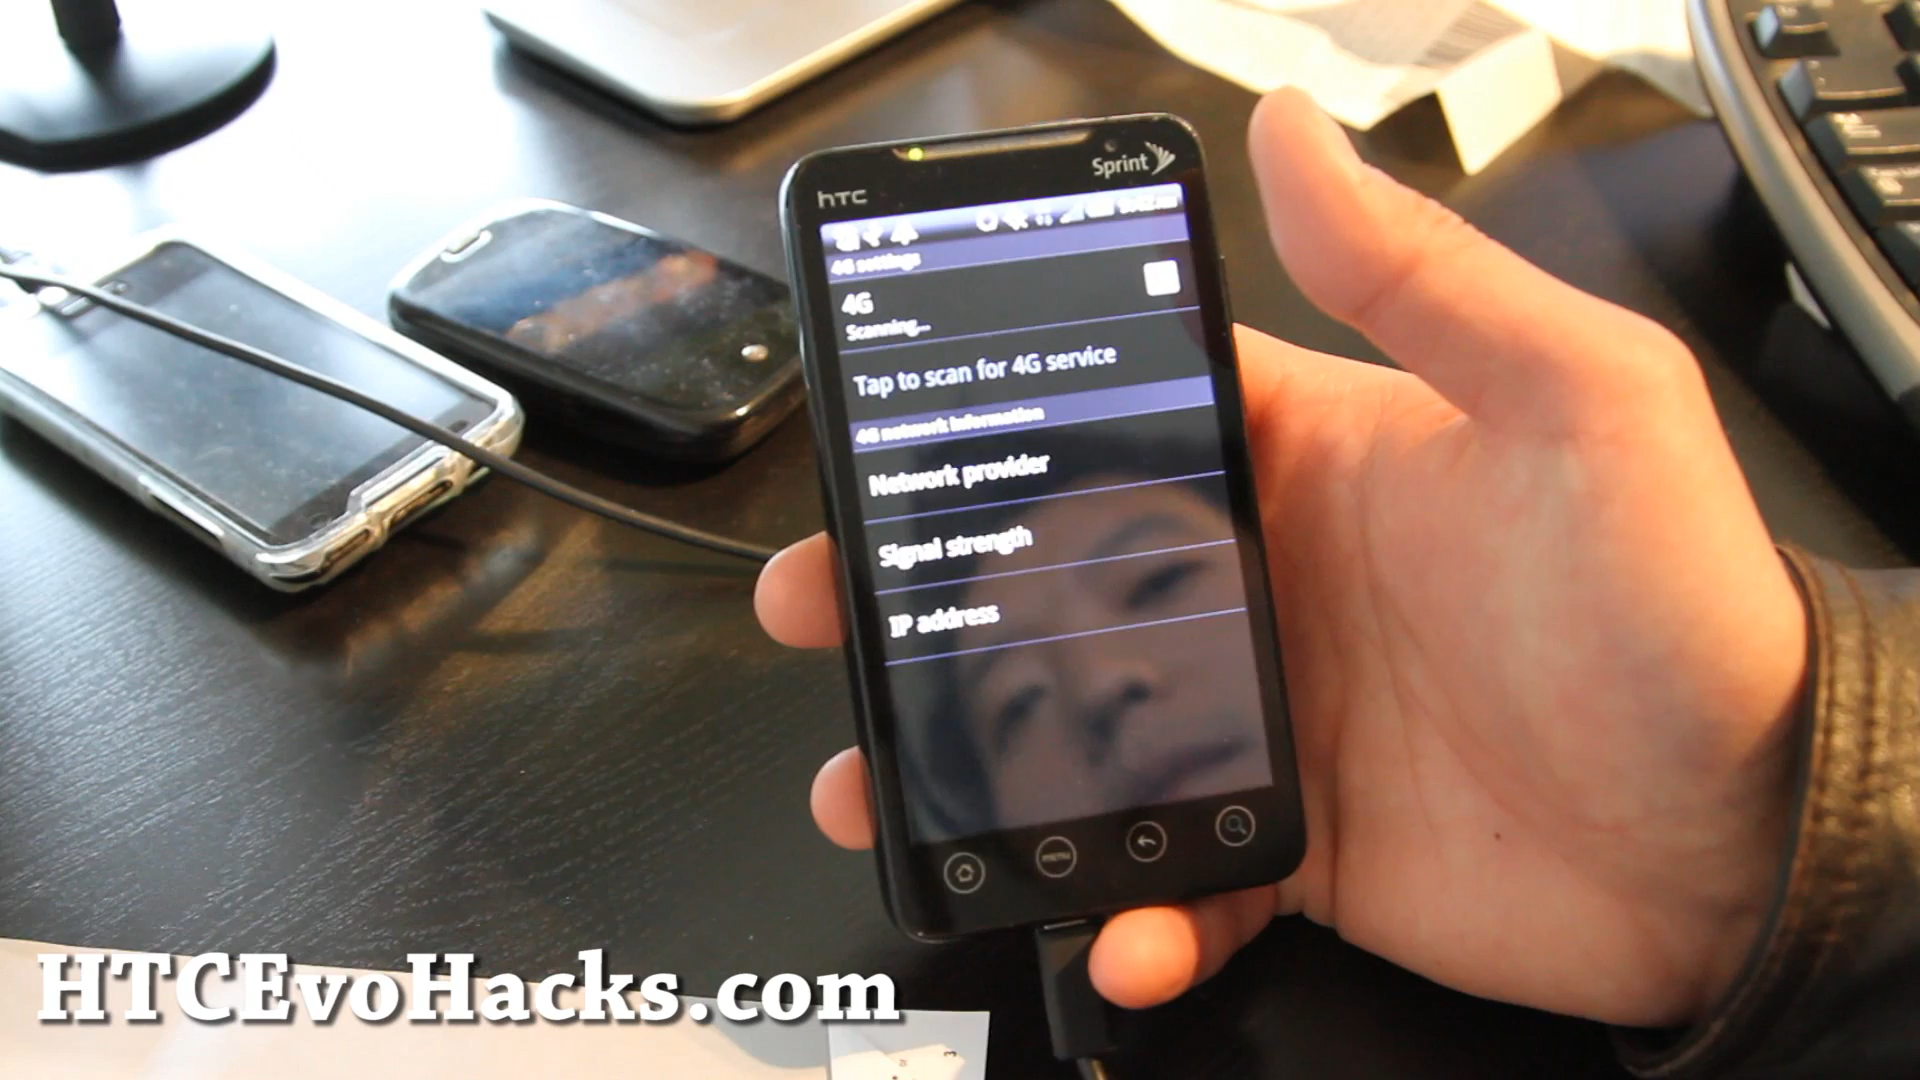 Sprint
hTC
4G settings
4G
Scanning...
Tap to scan for 4G service
4G network information
Network provider
Signal strength
IP address
menu
HTCEvoHacks.com